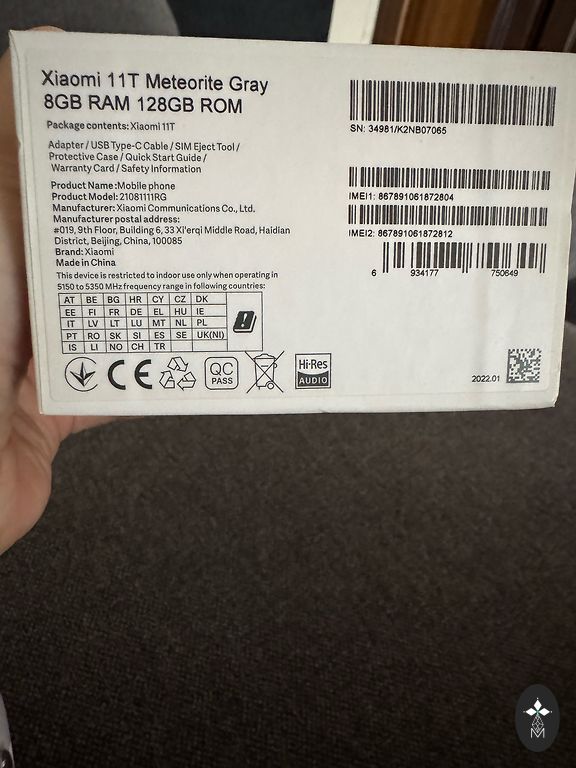 Xiaomi 11T Meteorite Gray
8GB RAM 128GB ROM
Package contents: Xiaomi 11T
Adapter / USB Type-C Cable / SIM Eject Tool /
Protective Case / Quick Start Guide /
Warranty Card / Safety Information
Product Name: Mobile phone
Product Model: 21081111RG
Manufacturer: Xiaomi Communications Co., Ltd.
Manufacturer postal address:
#019, 9th Floor, Building 6, 33 Xi'erqi Middle Road, Haidian
District, Beijing, China, 100085
Brand: Xiaomi
Made in China
This device is restricted to indoor use only when operating in
5150 to 5350 MHz frequency range in following countries:
AT BE BG HR CY CZ DK
EE FI FR DE EL HU IE
IT LV LT LU MT NL PL
PT RO SK SI ES SE UK(NI)
IS LI NO CH TR
CE
QC
PASS
Hi-Res
AUDIO
SN: 34981/K2NB07065
IMEI1: 867891061872804
IMEI2: 867891061872812
6 934177 750649
2022.01
M